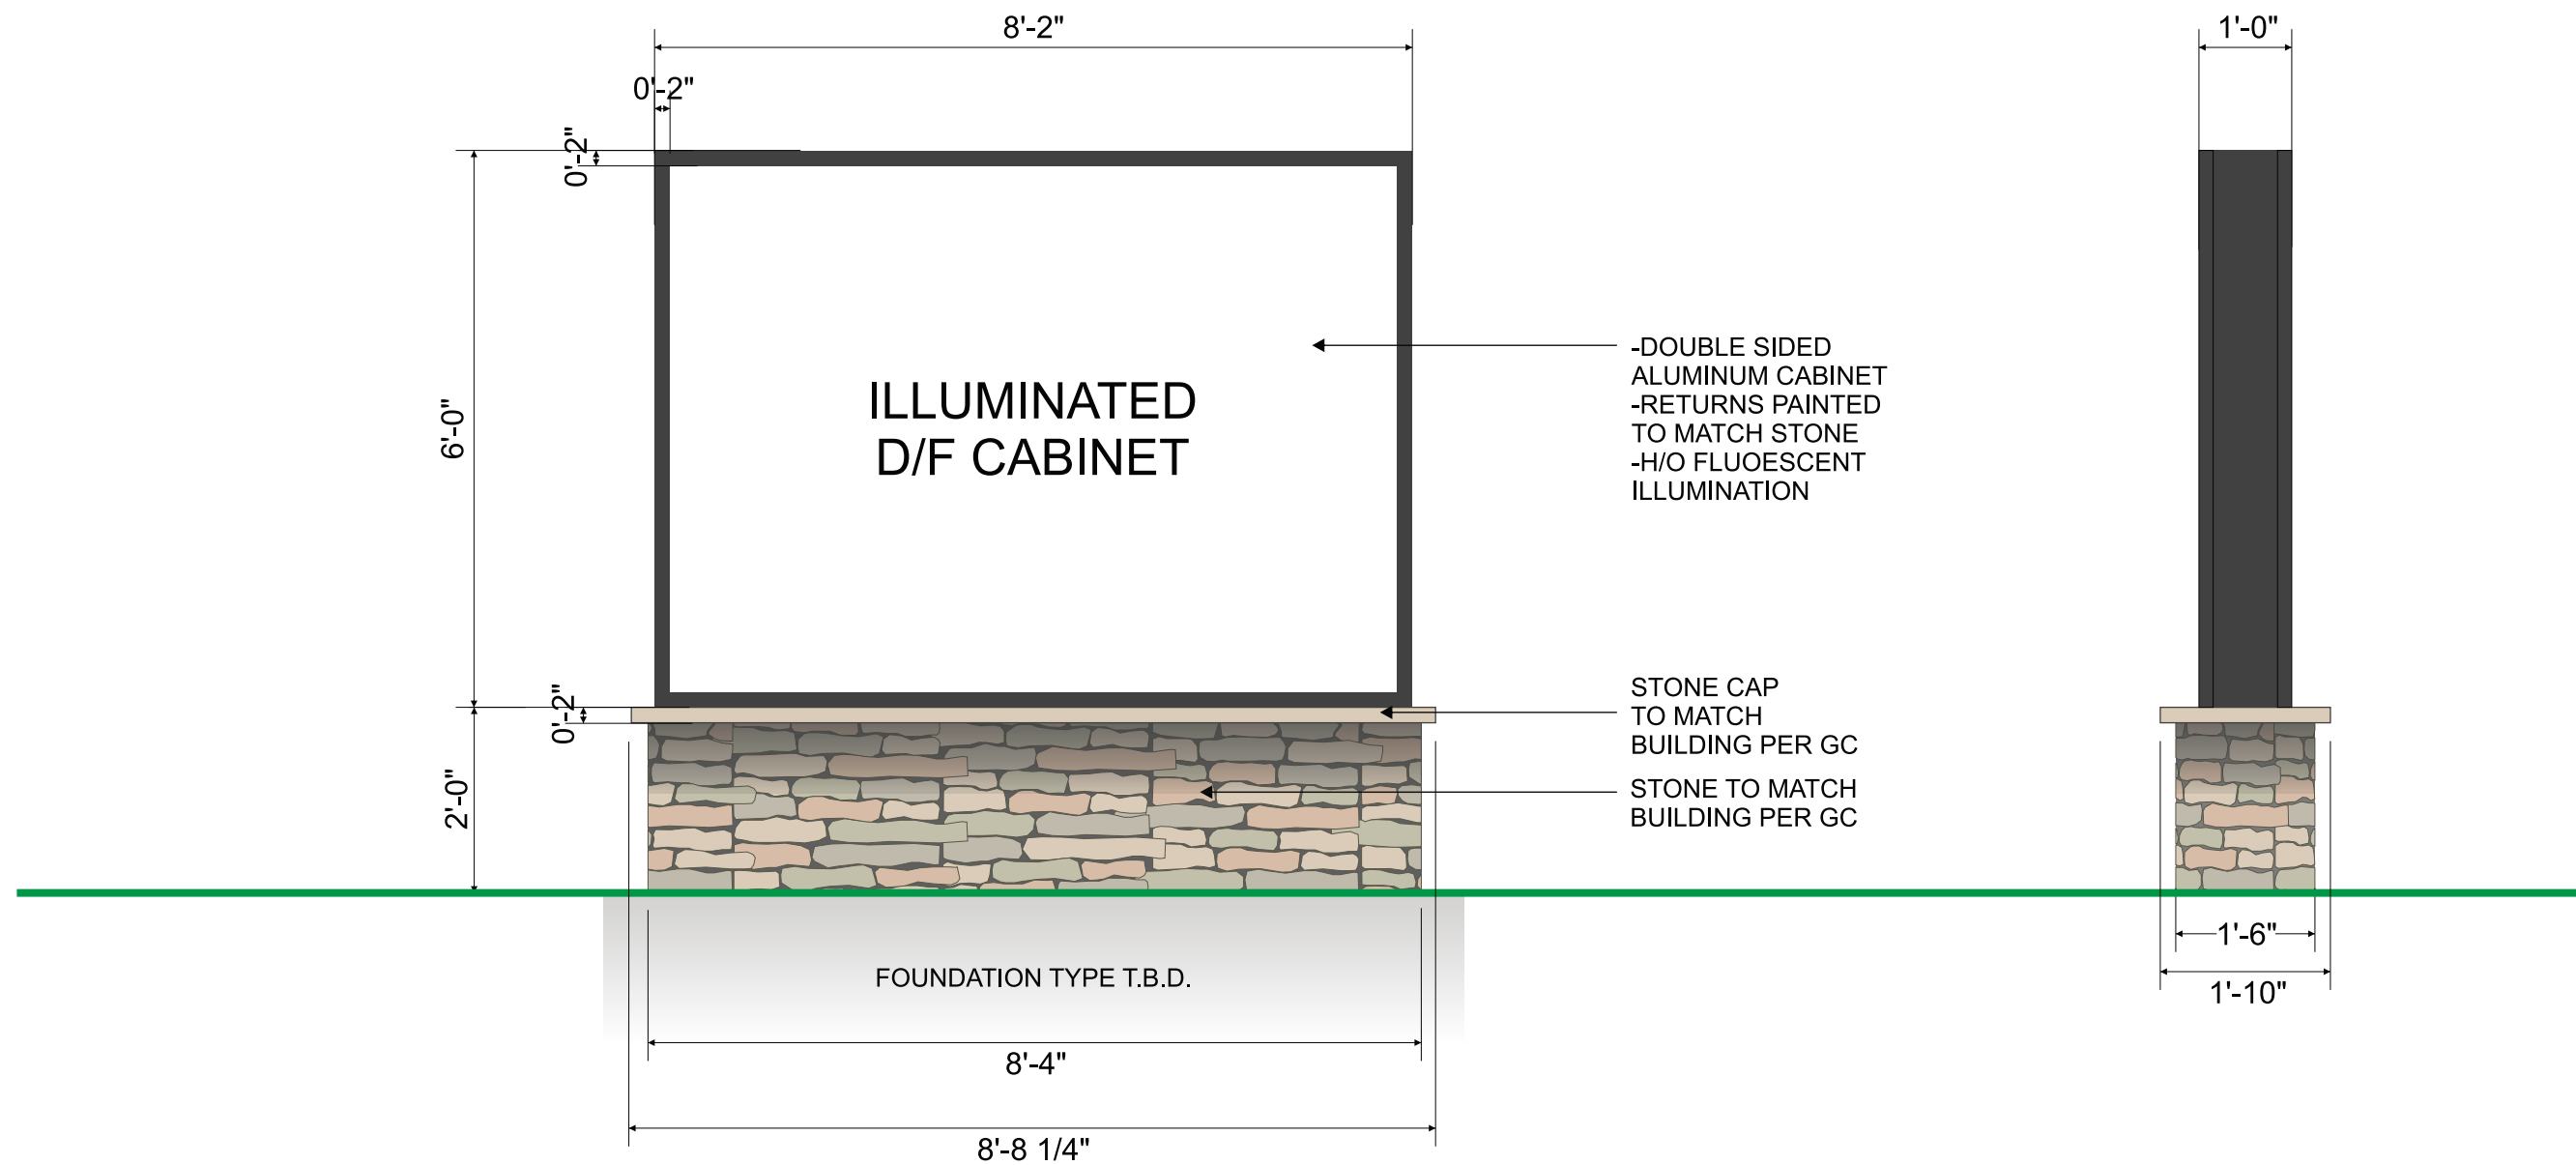 8'-2"
1'-0"
0'-2"
0'-2"
6'-0"
ILLUMINATED
D/F CABINET
-DOUBLE SIDED
ALUMINUM CABINET
-RETURNS PAINTED
TO MATCH STONE
-H/O FLUOESCENT
ILLUMINATION
0'-2"
STONE CAP
TO MATCH
BUILDING PER GC
2'-0"
STONE TO MATCH
BUILDING PER GC
1'-6"
1'-10"
FOUNDATION TYPE T.B.D.
8'-4"
8'-8 1/4"